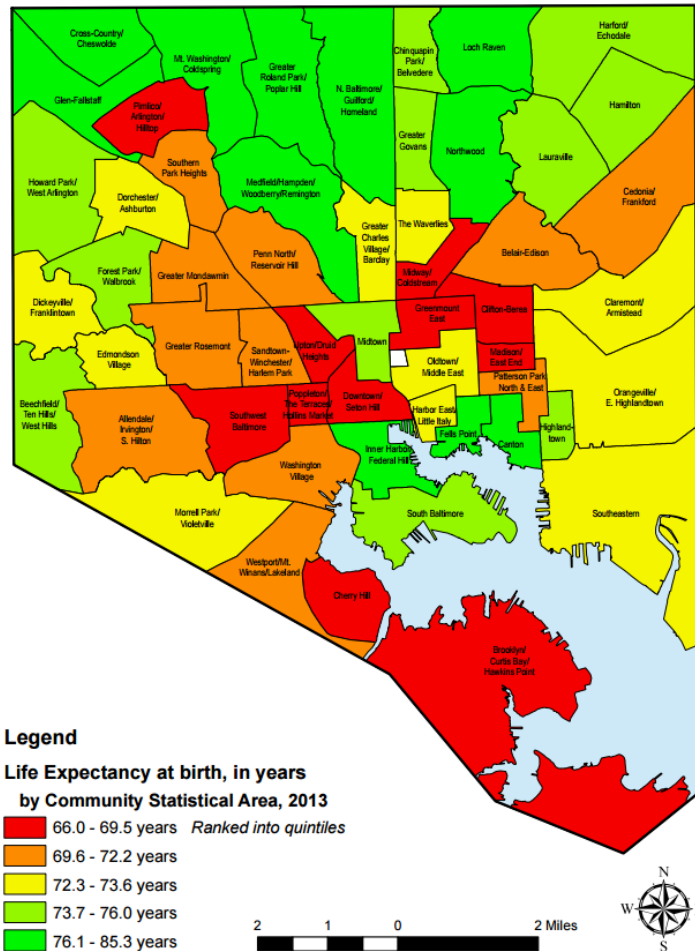 Cross-Country/
Cheswolde
Mt. Washington/
Coldspring
Greater
Roland Park/
Poplar Hill
N. Baltimore/
Guilford/
Homeland
Chinquapin
Park/
Belvedere
Loch Raven
Harford/
Echodale
Glen-Fallstaff
Pimlico/
Arlington/
Hilltop
Hamilton
Greater
Govans
Northwood
Lauraville
Howard Park/
West Arlington
Southern
Park Heights
Medfield/Hampden/
Woodberry/Remington
Cedonia/
Frankford
Dorchester/
Ashburton
Greater
Charles
Village/
Barclay
The Waverlies
Belair-Edison
Forest Park/
Walbrook
Greater Mondawmin
Penn North/
Reservoir Hill
Midway/
Coldstream
Dickeyville/
Franklintown
Greenmount
East
Clifton-Berea
Claremont/
Armistead
Edmondson
Village
Greater Rosemont
Sandtown-
Winchester/
Harlem Park
Upton/Druid
Heights
Midtown
Oldtown/
Middle East
Madison/
East End
Patterson Park
North & East
Orangeville/
E. Highlandtown
Beechfield/
Ten Hills/
West Hills
Allendale/
Irvington/
S. Hilton
Southwest
Baltimore
Poppleton/
The Terraces/
Hollins Market
Downtown/
Seton Hill
Harbor East/
Little Italy
Fells Point
Canton
Highland-
town
Inner Harbor/
Federal Hill
Washington
Village
Morrell Park/
Violetville
South Baltimore
Southeastern
Westport/Mt.
Winans/Lakeland
Cherry Hill
Brooklyn/
Curtis Bay/
Hawkins Point
Legend
Life Expectancy at birth, in years
by Community Statistical Area, 2013
66.0 - 69.5 years Ranked into quintiles
69.6 - 72.2 years
72.3 - 73.6 years
73.7 - 76.0 years
76.1 - 85.3 years
2 1 0 2 Miles
N
W E
S